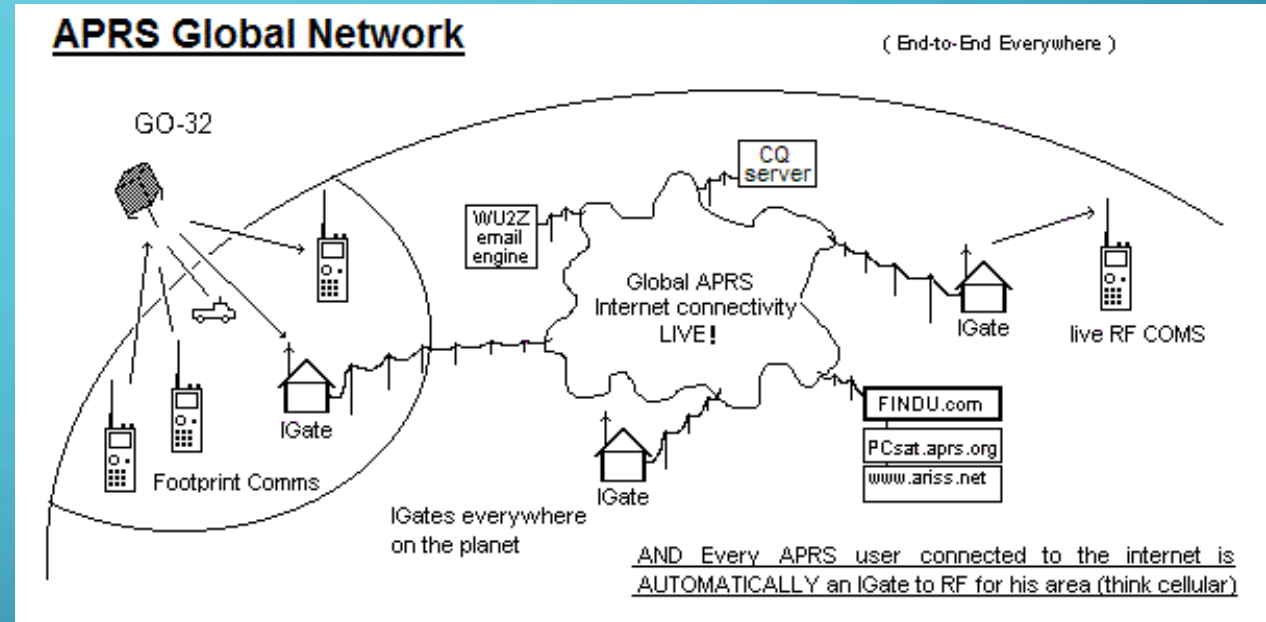 APRS Global Network
( End-to-End Everywhere )
GO-32
CQ
server
WU2Z
email
engine
Global APRS
Internet connectivity
LIVE!
IGate
live RF COMS
IGate
Footprint Comms
FINDU.com
PCsat.aprs.org
www.ariss.net
IGate
IGates everywhere
on the planet
AND Every APRS user connected to the internet is
AUTOMATICALLY an IGate to RF for his area (think cellular)